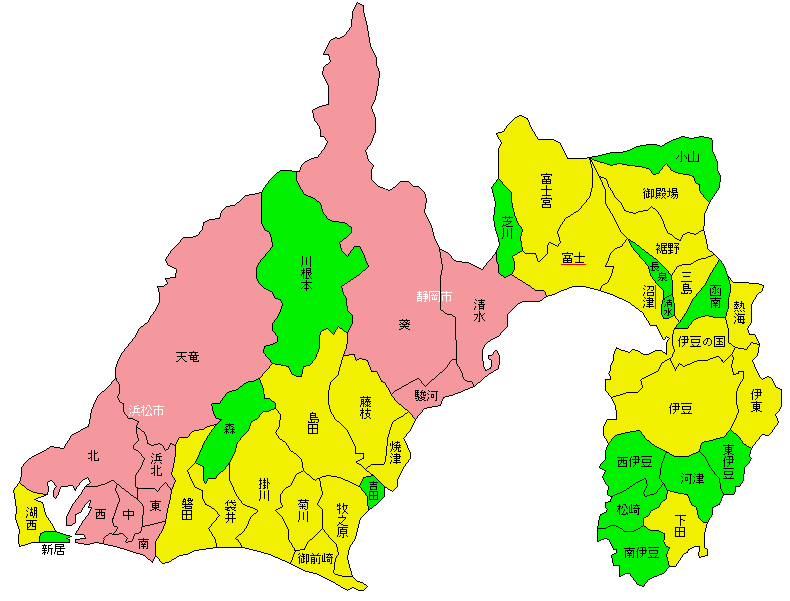 小山
富士宮
御殿場
芝川
裾野
富士
長泉
川根本
三島
函南
沼津
清水
熱海
静岡市
清水
葵
伊豆の国
天竜
駿河
伊東
伊豆
浜松市
藤枝
島田
森
焼津
東伊豆
西伊豆
河津
北
浜北
吉田
掛川
磐田
袋井
菊川
牧之原
松崎
下田
湖西
西
中
東
南
新居
御前崎
南伊豆